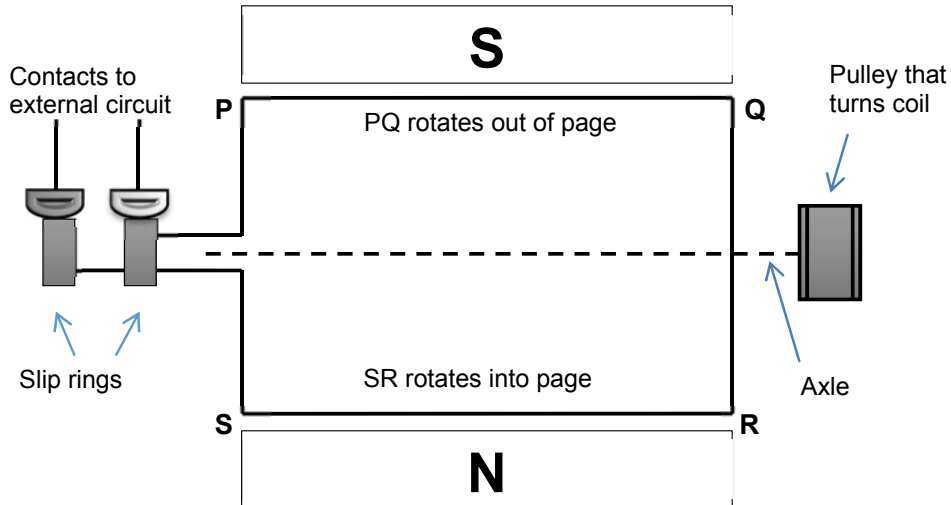 S
Contacts to
external circuit
Pulley that
turns coil
P
Q
PQ rotates out of page
Slip rings
SR rotates into page
Axle
S
R
N